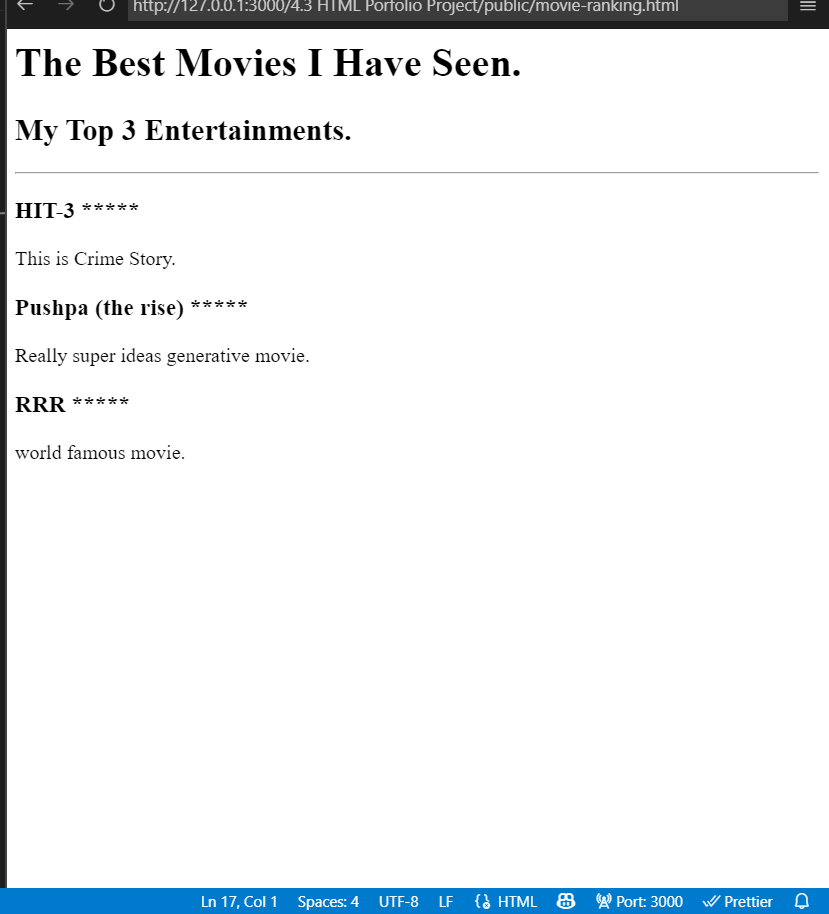 http://127.0.0.1:3000/4.3 HTML Porfolio Project/public/movie-ranking.html
The Best Movies I Have Seen.
My Top 3 Entertainments.
HIT-3 *****
This is Crime Story.
Pushpa (the rise) *****
Really super ideas generative movie.
RRR *****
world famous movie.
Ln 17, Col 1 Spaces: 4 UTF-8 LF HTML Port: 3000 Prettier